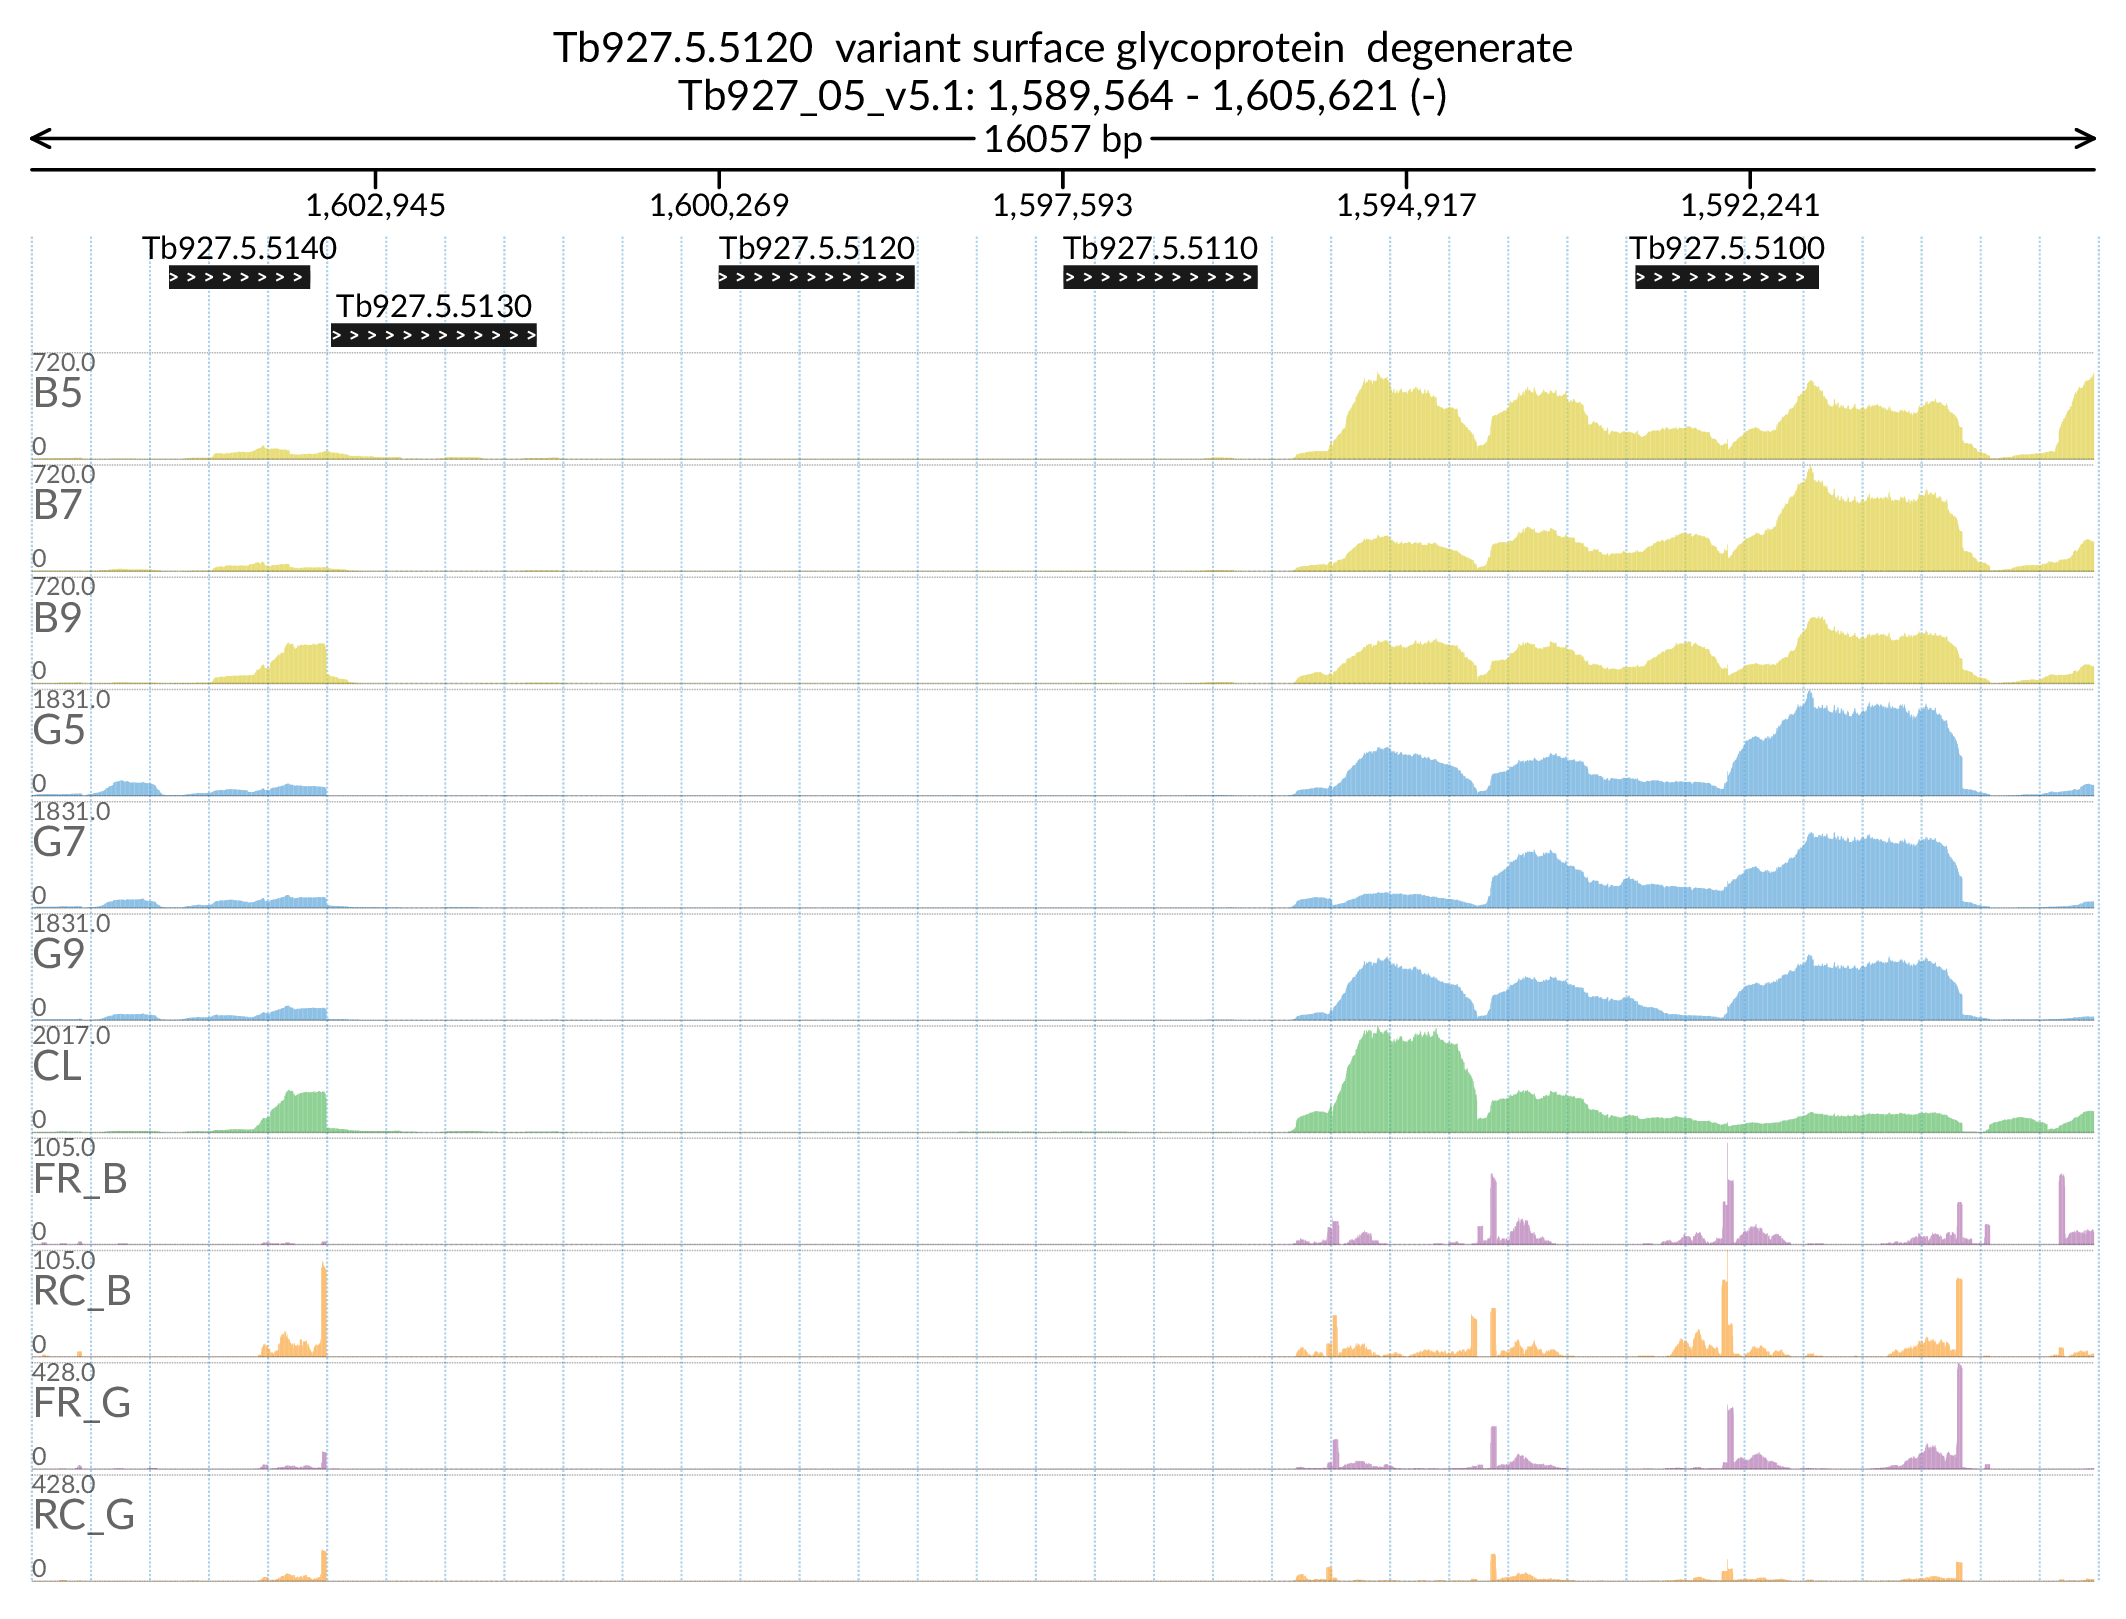 Tb927.5.5120  variant surface glycoprotein  degenerate
Tb927_05_v5.1: 1,589,564 - 1,605,621 (-)
16057 bp
1,602,945 1,600,269 1,597,593 1,594,917 1,592,241
Tb927.5.5140 Tb927.5.5120 Tb927.5.5110 Tb927.5.5100
Tb927.5.5130
720.0
B5
0
720.0
B7
0
720.0
B9
0
1831.0
G5
0
1831.0
G7
0
1831.0
G9
0
2017.0
CL
0
105.0
FR_B
0
105.0
RC_B
0
428.0
FR_G
0
428.0
RC_G
0